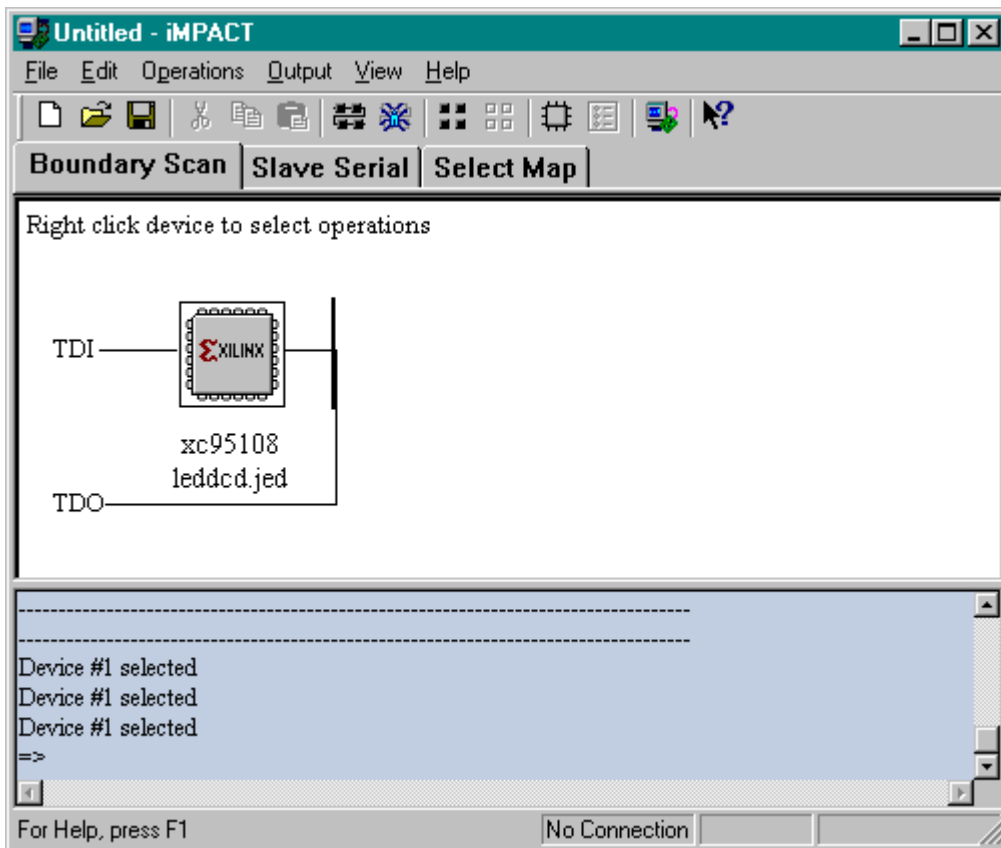 Untitled - iMPACT
File Edit Operations Output View Help
Boundary Scan Slave Serial Select Map
Right click device to select operations
TDI
XILINX
xc95108
leddcd.jed
TDO
--------------------------------------------------------------------------------
--------------------------------------------------------------------------------
Device #1 selected
Device #1 selected
Device #1 selected
=>
For Help, press F1 No Connection